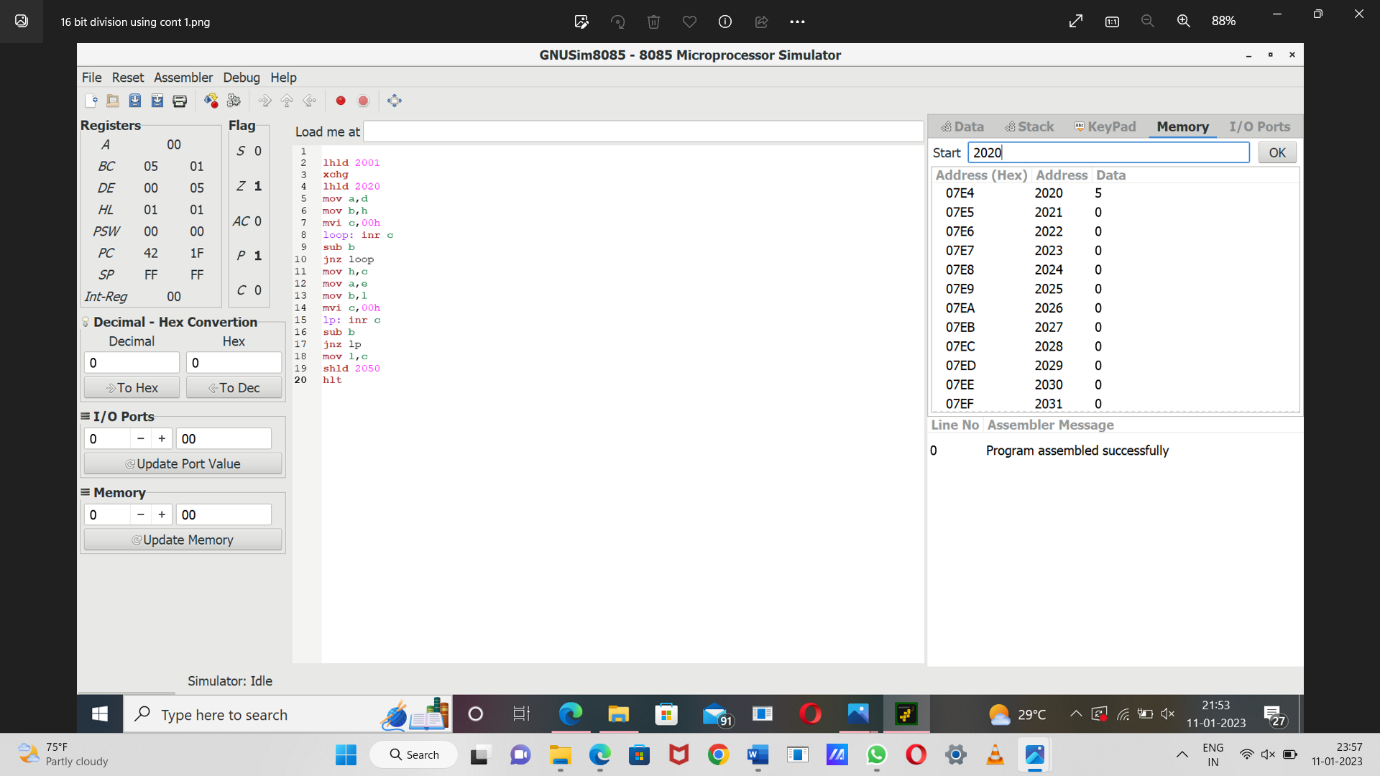 16 bit division using cont 1.png
88%
GNUSim8085 - 8085 Microprocessor Simulator
File Reset Assembler Debug Help
Registers
A 00
BC 05 01
DE 00 05
HL 01 01
PSW 00 00
PC 42 1F
SP FF FF
Int-Reg 00
Flag
S 0
Z 1
AC 0
P 1
C 0
Decimal - Hex Convertion
Decimal Hex
0 0
To Hex To Dec
I/O Ports
0 - + 00
Update Port Value
Memory
0 - + 00
Update Memory
Load me at
1
2 lhld 2001
3 xchg
4 lhld 2020
5 mov a,d
6 mov b,h
7 mvi c,00h
8 loop: inr c
9 sub b
10 jnz loop
11 mov h,c
12 mov a,e
13 mov b,l
14 mvi c,00h
15 lp: inr c
16 sub b
17 jnz lp
18 mov l,c
19 shld 2050
20 hlt
Data Stack KeyPad Memory I/O Ports
Start 2020 OK
Address (Hex) Address Data
07E4 2020 5
07E5 2021 0
07E6 2022 0
07E7 2023 0
07E8 2024 0
07E9 2025 0
07EA 2026 0
07EB 2027 0
07EC 2028 0
07ED 2029 0
07EE 2030 0
07EF 2031 0
Line No Assembler Message
0 Program assembled successfully
Simulator: Idle
Type here to search
91
29°C
21:53
11-01-2023
27
75°F
Partly cloudy
Search
ENG
IN
23:57
11-01-2023